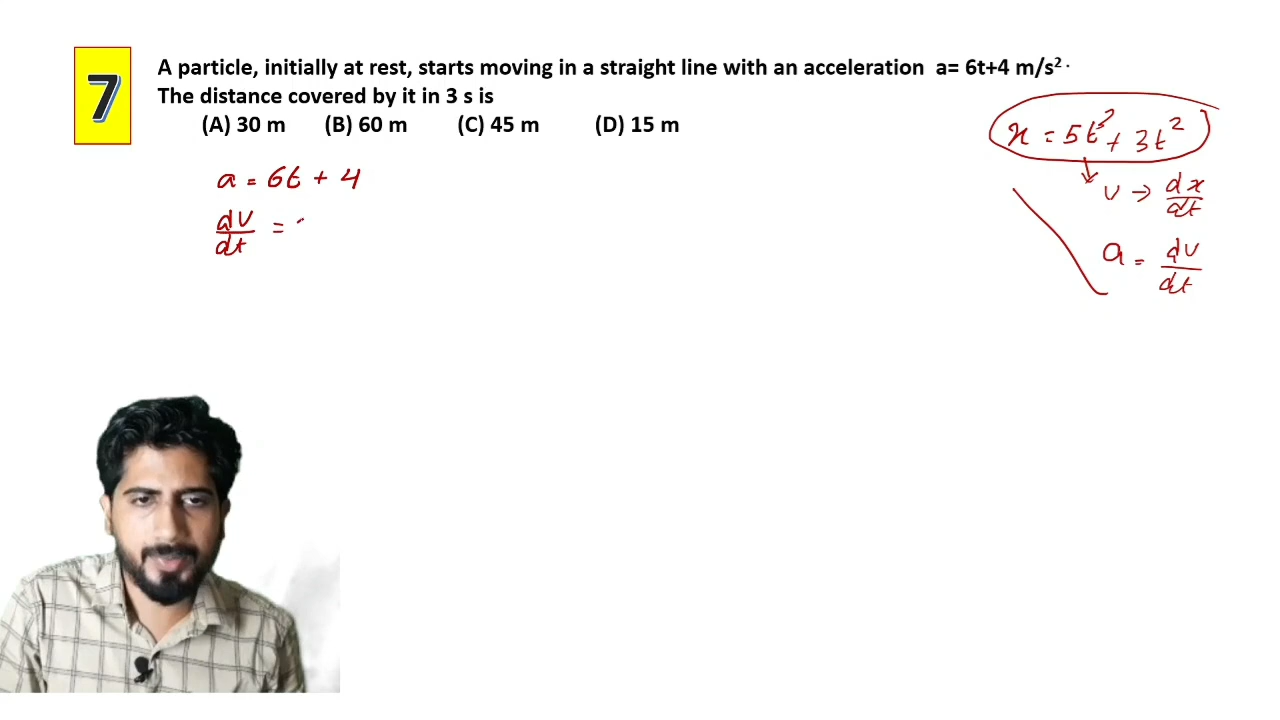 7
A particle, initially at rest, starts moving in a straight line with an acceleration a= 6t+4 m/s².
The distance covered by it in 3 s is
(A) 30 m (B) 60 m (C) 45 m (D) 15 m
a = 6t + 4
dv/dt =
x = 5t³ + 3t²
v → dx/dt
a = dv/dt